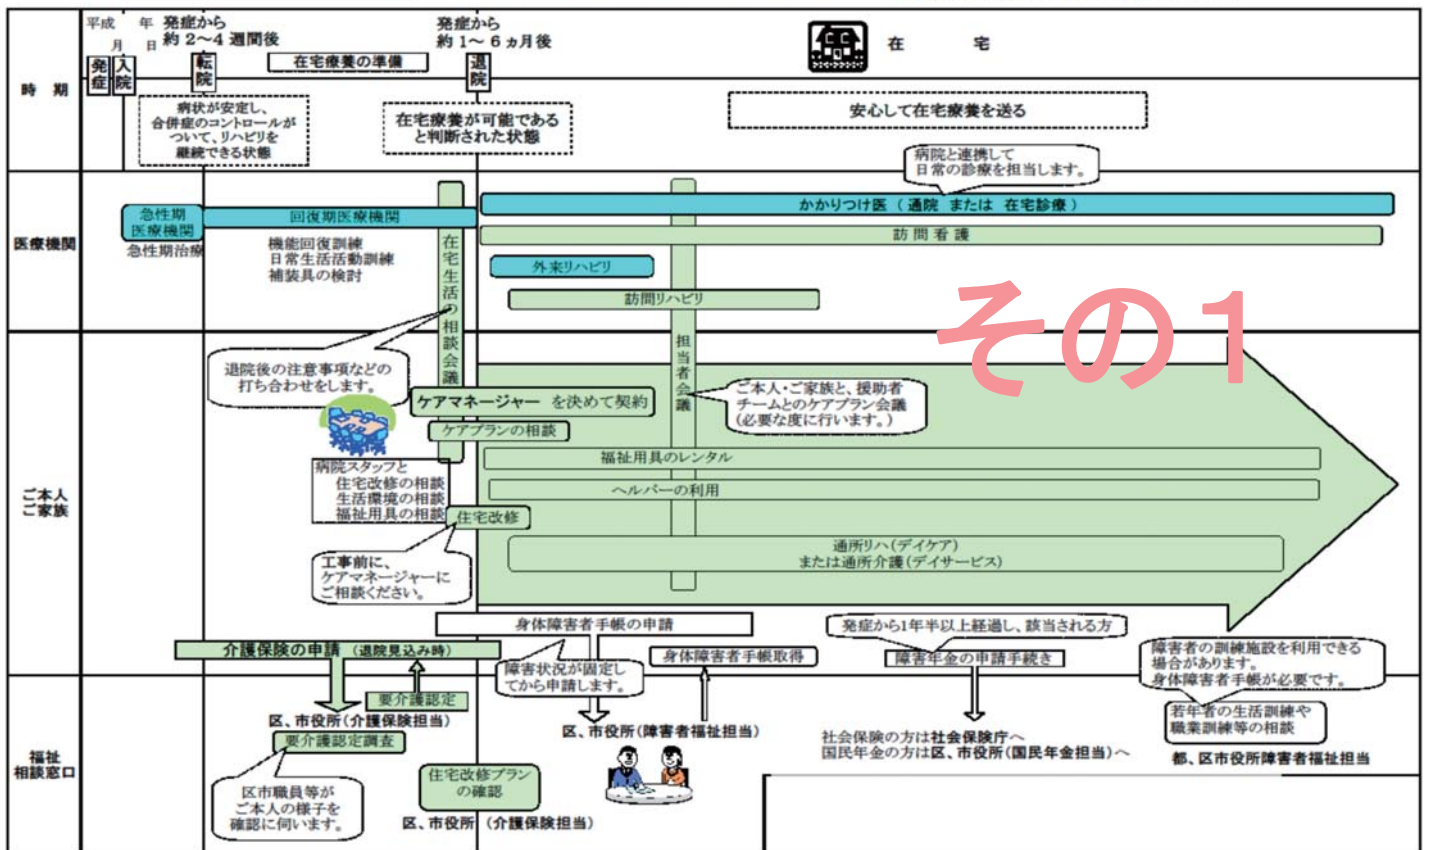 時 期
平成 年
月 日
発症
入院
発症から
約2～4週間後
転院
在宅療養の準備
発症から
約1～6ヵ月後
退院
在 宅
病状が安定し、
合併症のコントロールが
ついて、リハビリを
継続できる状態
在宅療養が可能である
と判断された状態
安心して在宅療養を送る
病院と連携して
日常の診療を担当します。
医療機関
急性期
医療機関
急性期治療
回復期医療機関
機能回復訓練
日常生活活動訓練
補装具の検討
在宅生活の相談会議
かかりつけ医 ( 通院 または 在宅診療 )
訪問看護
外来リハビリ
訪問リハビリ
その1
担当者会議
ご本人
ご家族
退院後の注意事項などの
打ち合わせをします。
ケアマネージャー を決めて契約
ケアプランの相談
ご本人・ご家族と、援助者
チームとのケアプラン会議
(必要な度に行います。)
病院スタッフと
住宅改修の相談
生活環境の相談
福祉用具の相談
福祉用具のレンタル
ヘルパーの利用
住宅改修
通所リハ(デイケア)
または通所介護(デイサービス)
工事前に、
ケアマネージャーに
ご相談ください。
身体障害者手帳の申請
発症から1年半以上経過し、該当される方
介護保険の申請 (退院見込み時)
身体障害者手帳取得
障害年金の申請手続き
障害者の訓練施設を利用できる
場合があります。
身体障害者手帳が必要です。
障害状況が固定し
てから申請します。
福祉
相談窓口
要介護認定
区、市役所(介護保険担当)
要介護認定調査
区市職員等が
ご本人の様子を
確認に伺います。
住宅改修プラン
の確認
区、市役所 (介護保険担当)
区、市役所(障害者福祉担当)
社会保険の方は社会保険庁へ
国民年金の方は区、市役所(国民年金担当)へ
若年者の生活訓練や
職業訓練等の相談
都、区市役所障害者福祉担当